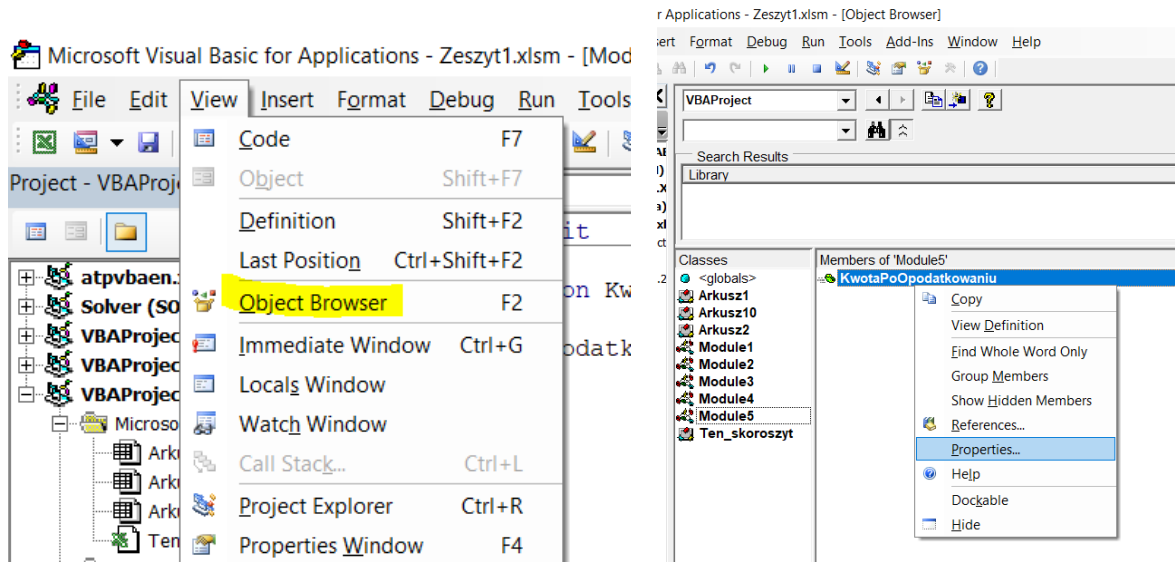 Microsoft Visual Basic for Applications - Zeszyt1.xlsm - [Mod
File Edit View Insert Format Debug Run Tools
Project - VBAProj
Code F7
Object Shift+F7
Definition Shift+F2
Last Position Ctrl+Shift+F2
Object Browser F2
Immediate Window Ctrl+G
Locals Window
Watch Window
Call Stack... Ctrl+L
Project Explorer Ctrl+R
Properties Window F4
atpvbaen.
Solver (SO
VBAProjec
VBAProjec
VBAProjec
Microso
Arku
Arku
Arku
Ten
it
on Kw
odatk
r Applications - Zeszyt1.xlsm - [Object Browser]
sert Format Debug Run Tools Add-Ins Window Help
VBAProject
Search Results
Library
Classes
<globals>
Arkusz1
Arkusz10
Arkusz2
Module1
Module2
Module3
Module4
Module5
Ten_skoroszyt
Members of 'Module5'
KwotaPoOpodatkowaniu
Copy
View Definition
Find Whole Word Only
Group Members
Show Hidden Members
References...
Properties...
Help
Dockable
Hide